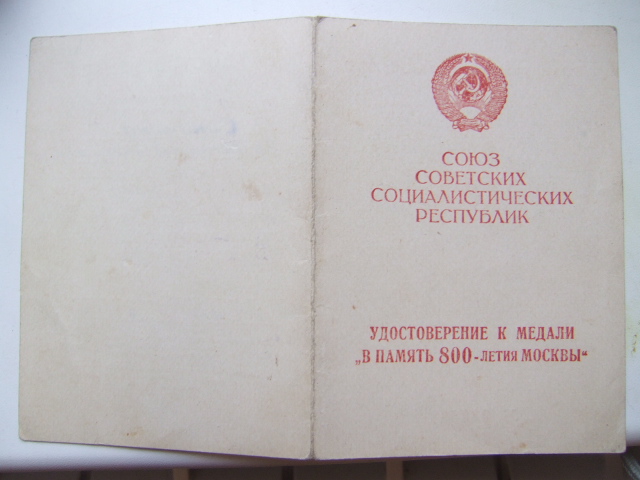 СОЮЗ
СОВЕТСКИХ
СОЦИАЛИСТИЧЕСКИХ
РЕСПУБЛИК
УДОСТОВЕРЕНИЕ К МЕДАЛИ
„В ПАМЯТЬ 800-ЛЕТИЯ МОСКВЫ“